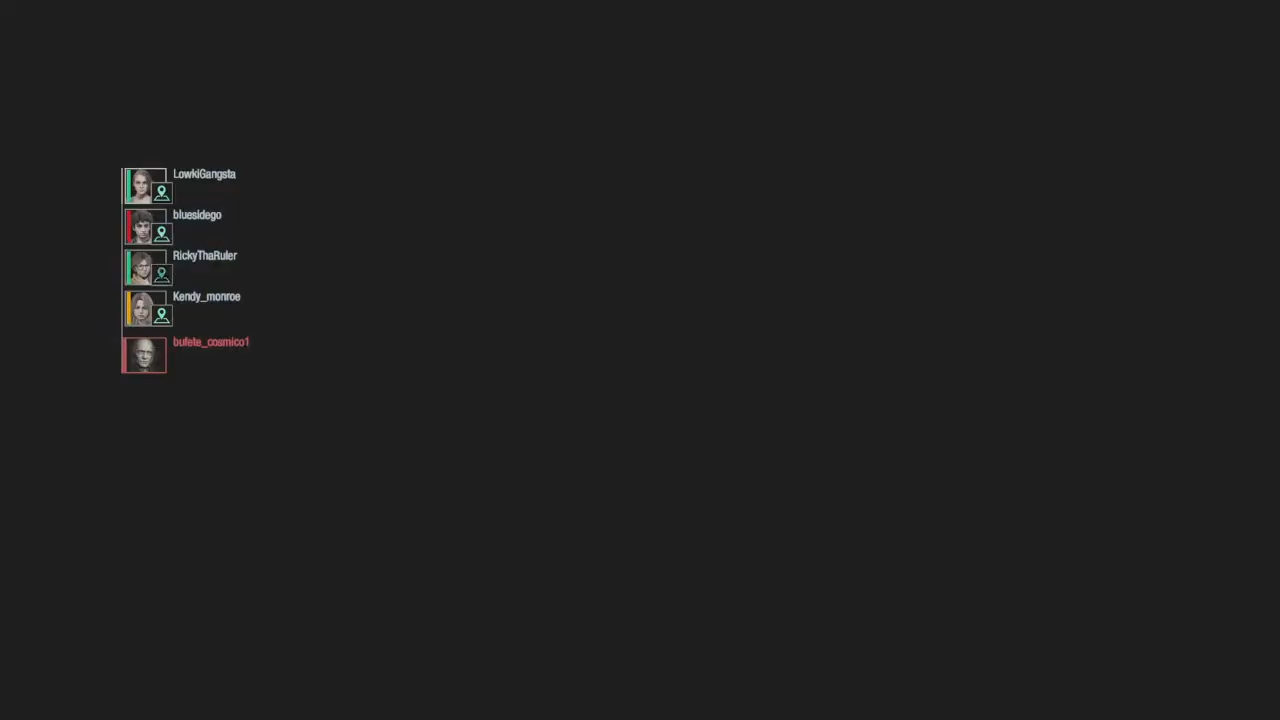 LowkiGangsta
bluesidego
RickyThaRuler
Kendy_monroe
bufete_cosmico1